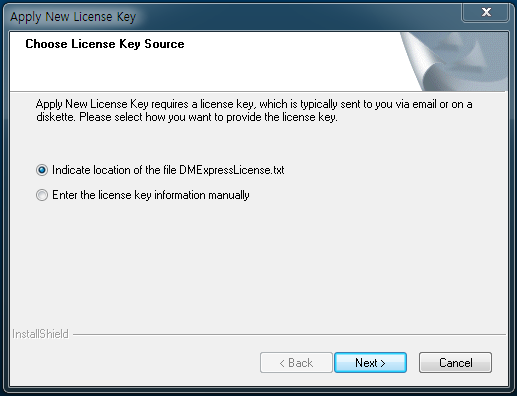 Apply New License Key
Choose License Key Source
Apply New License Key requires a license key, which is typically sent to you via email or on a
diskette. Please select how you want to provide the license key.
Indicate location of the file DMExpressLicense.txt
Enter the license key information manually
InstallShield
< Back
Next >
Cancel